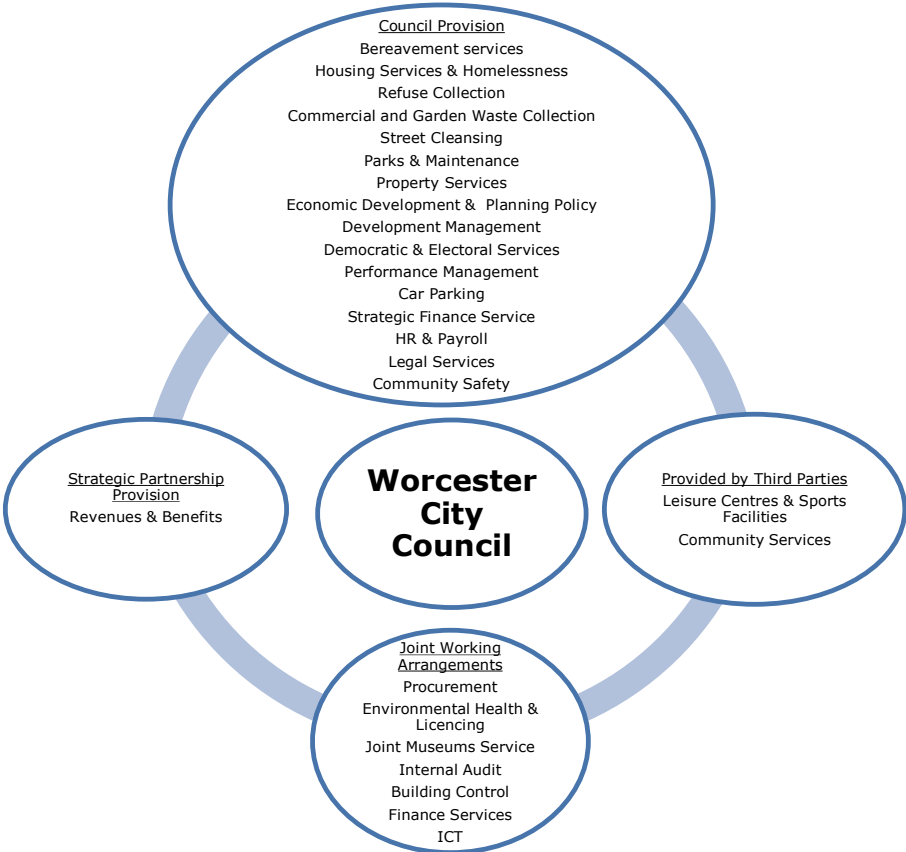 Council Provision
Bereavement services
Housing Services & Homelessness
Refuse Collection
Commercial and Garden Waste Collection
Street Cleansing
Parks & Maintenance
Property Services
Economic Development & Planning Policy
Development Management
Democratic & Electoral Services
Performance Management
Car Parking
Strategic Finance Service
HR & Payroll
Legal Services
Community Safety
Strategic Partnership
Provision
Revenues & Benefits
Worcester
City
Council
Provided by Third Parties
Leisure Centres & Sports
Facilities
Community Services
Joint Working
Arrangements
Procurement
Environmental Health &
Licencing
Joint Museums Service
Internal Audit
Building Control
Finance Services
ICT